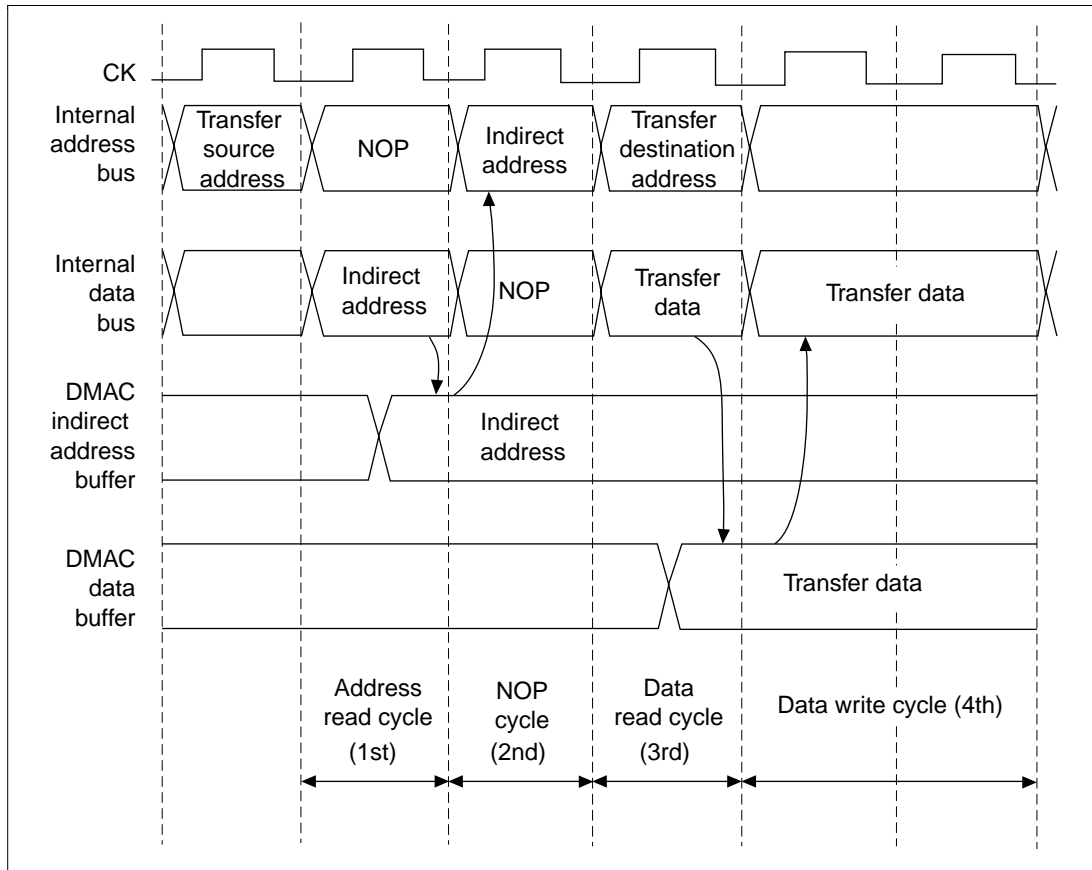 CK
Internal
address
bus
Transfer
source
address
NOP
Indirect
address
Transfer
destination
address
Internal
data
bus
Indirect
address
NOP
Transfer
data
Transfer data
DMAC
indirect
address
buffer
Indirect
address
DMAC
data
buffer
Transfer data
Address
read cycle
(1st)
NOP
cycle
(2nd)
Data
read cycle
(3rd)
Data write cycle (4th)